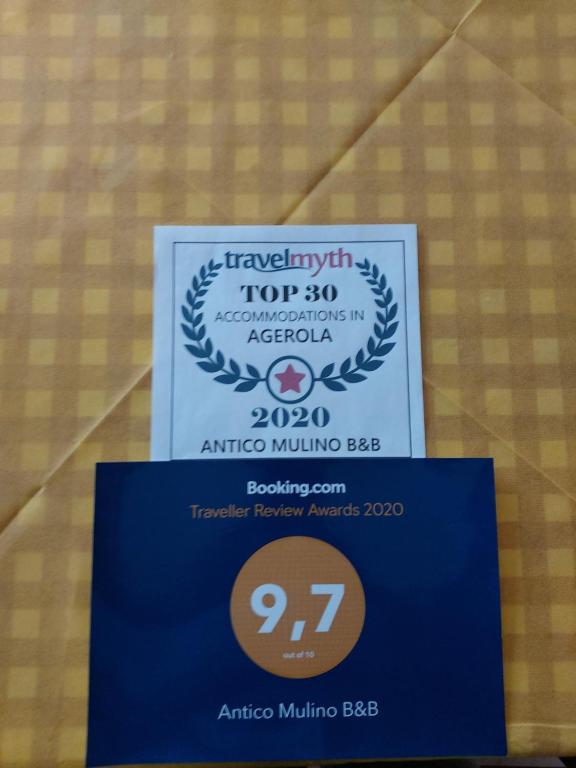 travelmyth
TOP 30
ACCOMMODATIONS IN
AGEROLA
2020
ANTICO MULINO B&B
Booking.com
Traveller Review Awards 2020
9,7
out of 10
Antico Mulino B&B